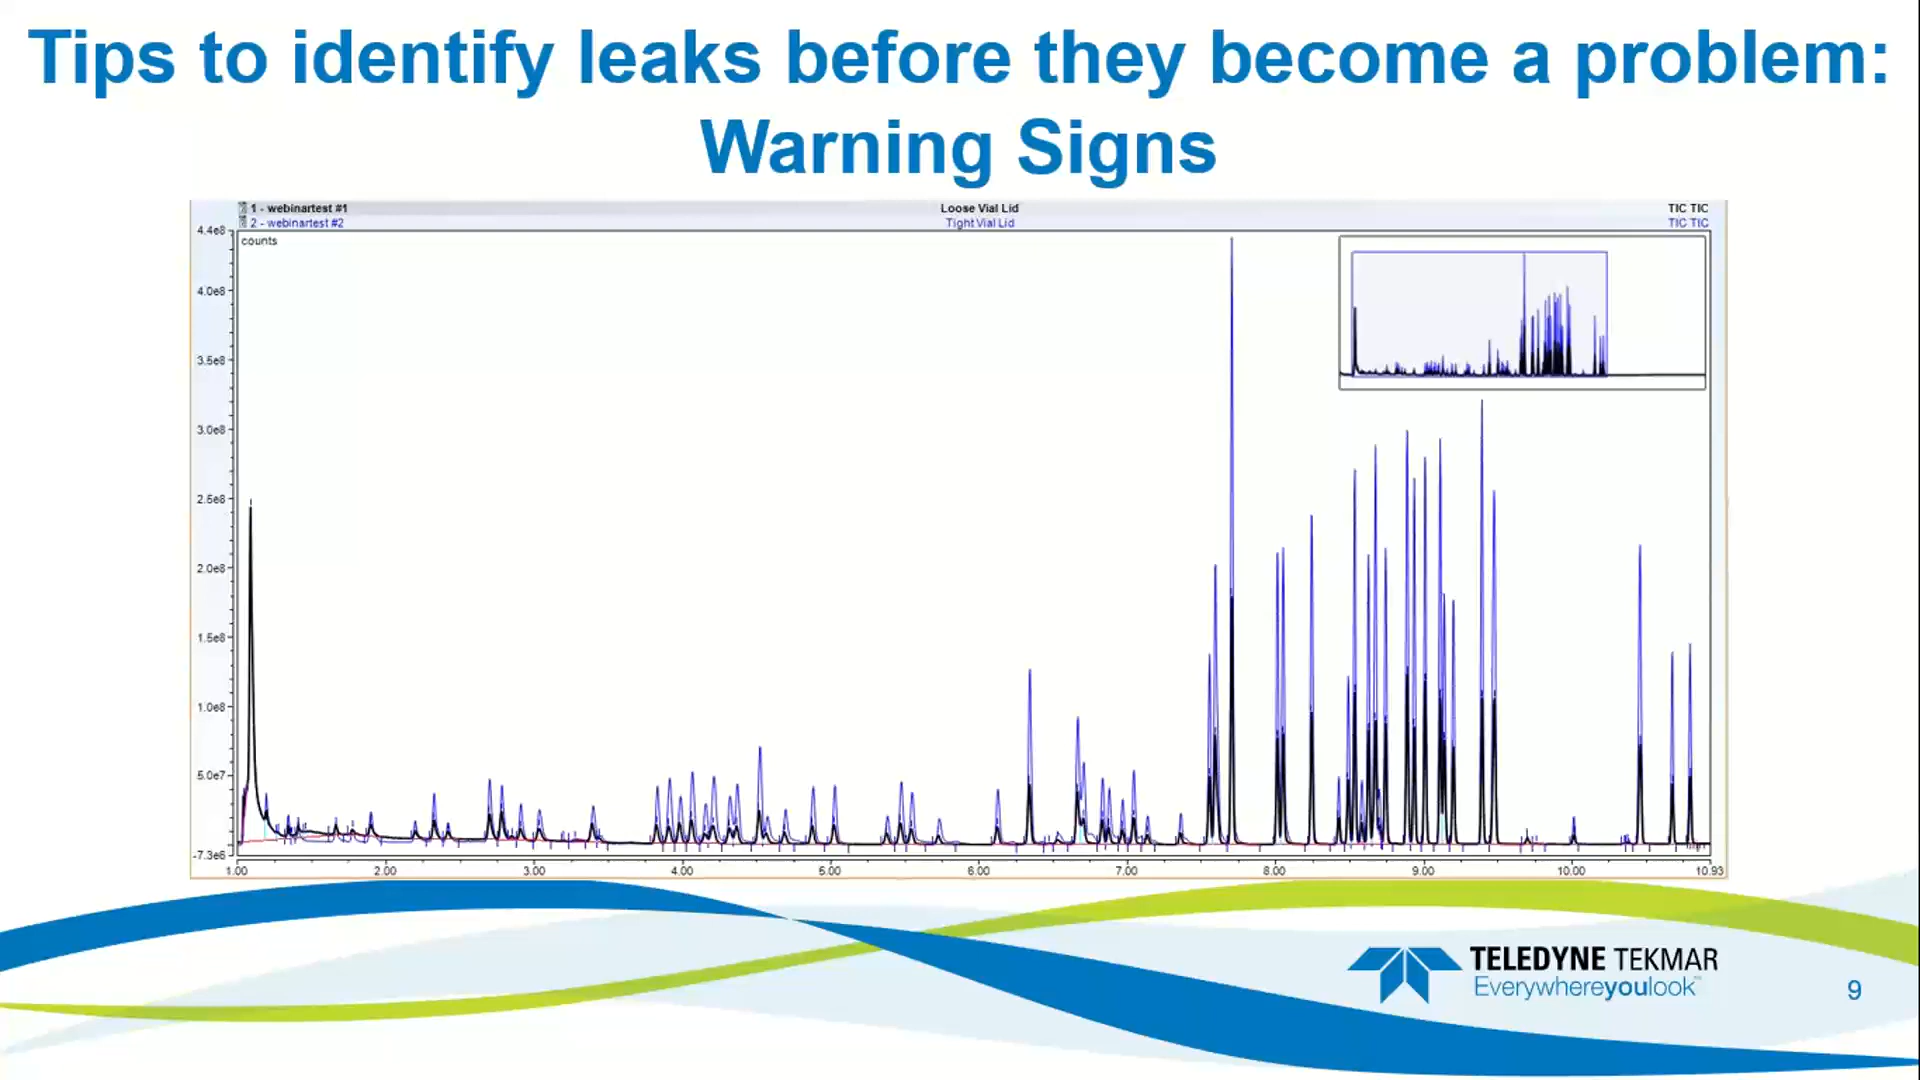 Tips to identify leaks before they become a problem:
Warning Signs
1 - webinartest #1 Loose Vial Lid TIC TIC
2 - webinartest #2 Tight Vial Lid TIC TIC
counts
4.4e8
4.0e8
3.5e8
3.0e8
2.5e8
2.0e8
1.5e8
1.0e8
5.0e7
-7.3e6
1.00 2.00 3.00 4.00 5.00 6.00 7.00 8.00 9.00 10.00 10.93
TELEDYNE TEKMAR
Everywhereyoulook™
9